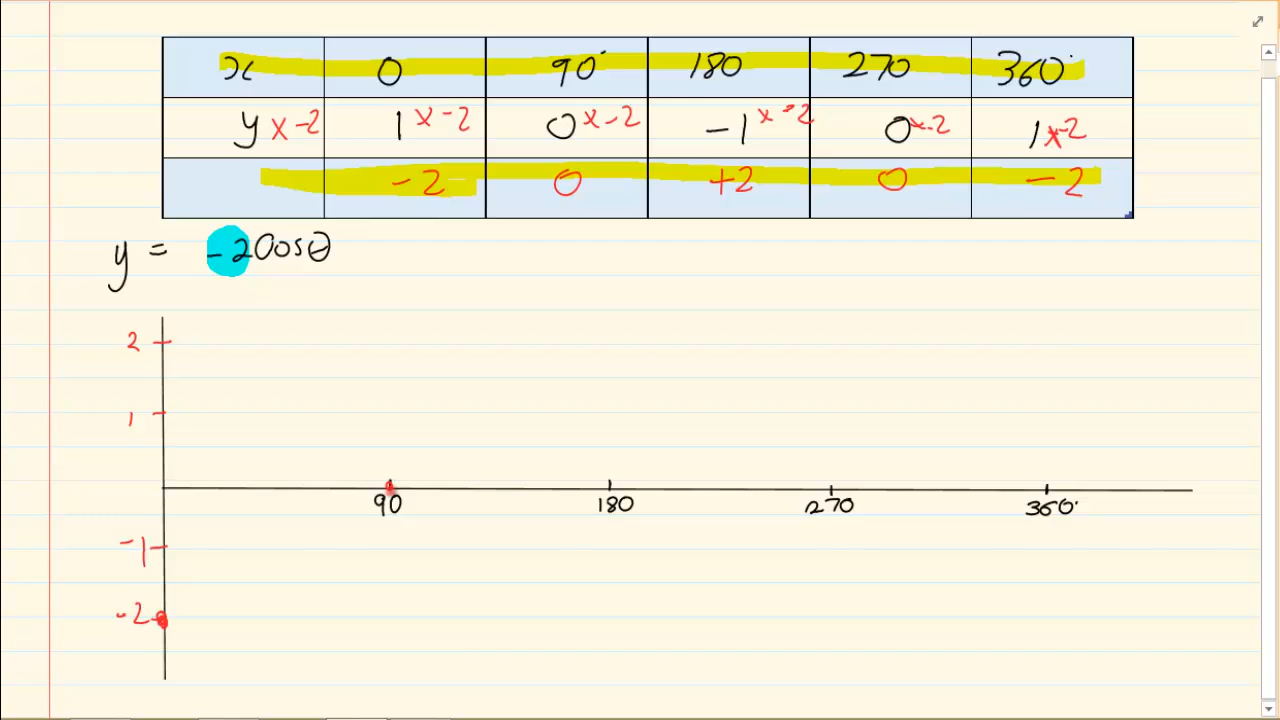 x 0 90° 180 270 360°
y x-2 1 x-2 0 x-2 -1 x-2 0 x-2 1 x-2
-2 0 +2 0 -2
y = -2Cosθ
2
1
90 180 270 360°
-1
-2